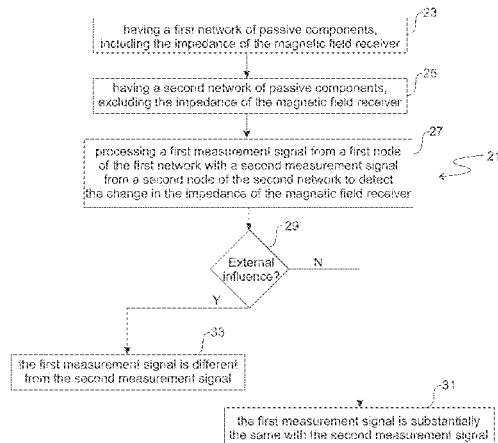 23
having a first network of passive components,
including the impedance of the magnetic field receiver
25
having a second network of passive components,
excluding the impedance of the magnetic field receiver
27
processing a first measurement signal from a first node
of the first network with a second measurement signal
from a second node of the second network to detect
the change in the impedance of the magnetic field receiver
21
29
External
influence?
N
Y
33
the first measurement signal is different
from the second measurement signal
31
the first measurement signal is substantially
the same with the second measurement signal